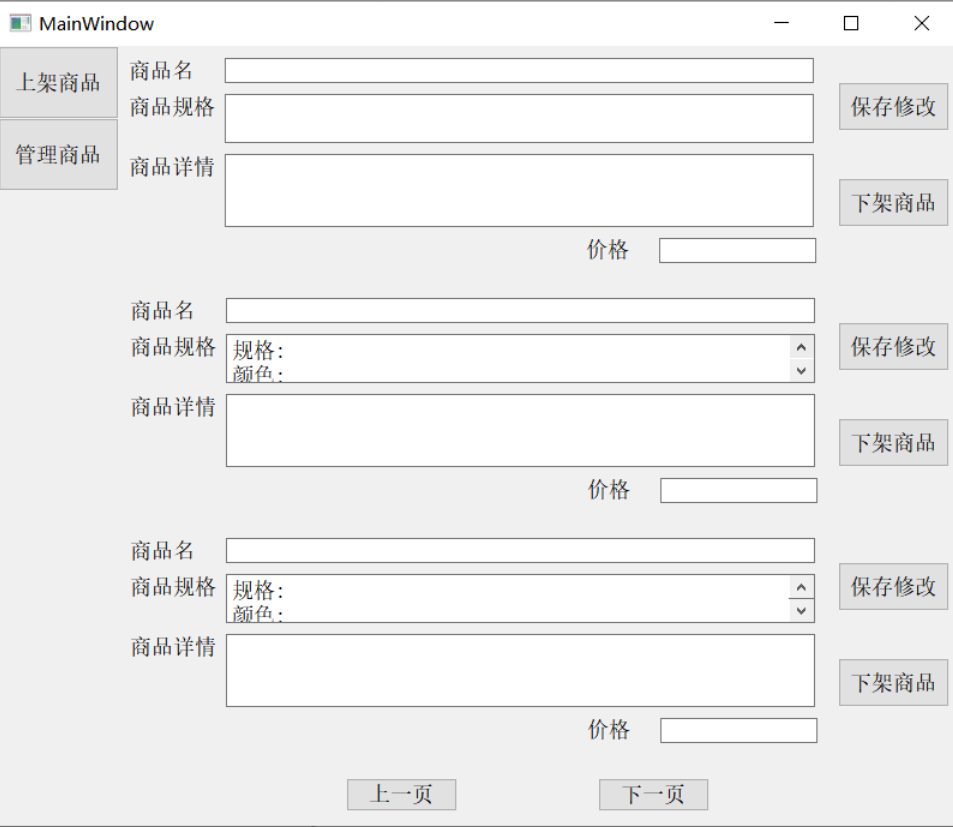 MainWindow
上架商品
管理商品
商品名
商品规格
保存修改
商品详情
下架商品
价格
商品名
商品规格
规格:
颜色:
保存修改
商品详情
下架商品
价格
商品名
商品规格
规格:
颜色:
保存修改
商品详情
下架商品
价格
上一页
下一页